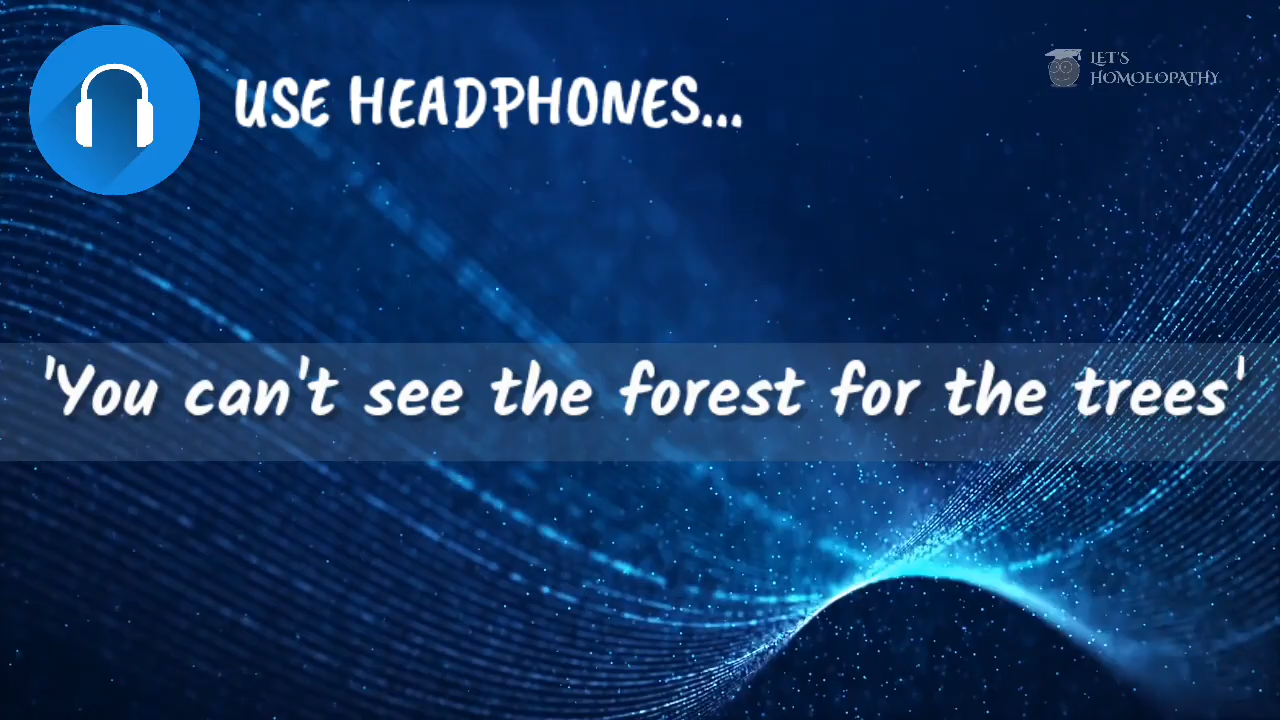 USE HEADPHONES...
LET'S
HOMOEOPATHY
'You can't see the forest for the trees'